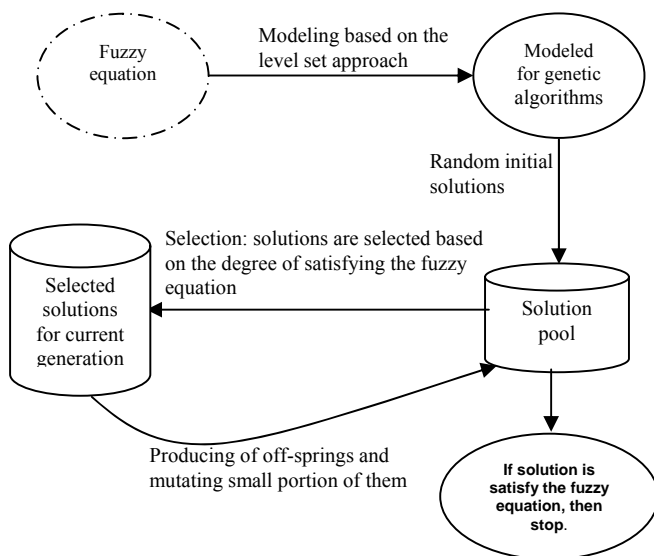 Fuzzy
equation
Modeling based on the
level set approach
Modeled
for genetic
algorithms
Random initial
solutions
Selection: solutions are selected based
on the degree of satisfying the fuzzy
equation
Selected
solutions
for current
generation
Solution
pool
Producing of off-springs and
mutating small portion of them
If solution is
satisfy the fuzzy
equation, then
stop.